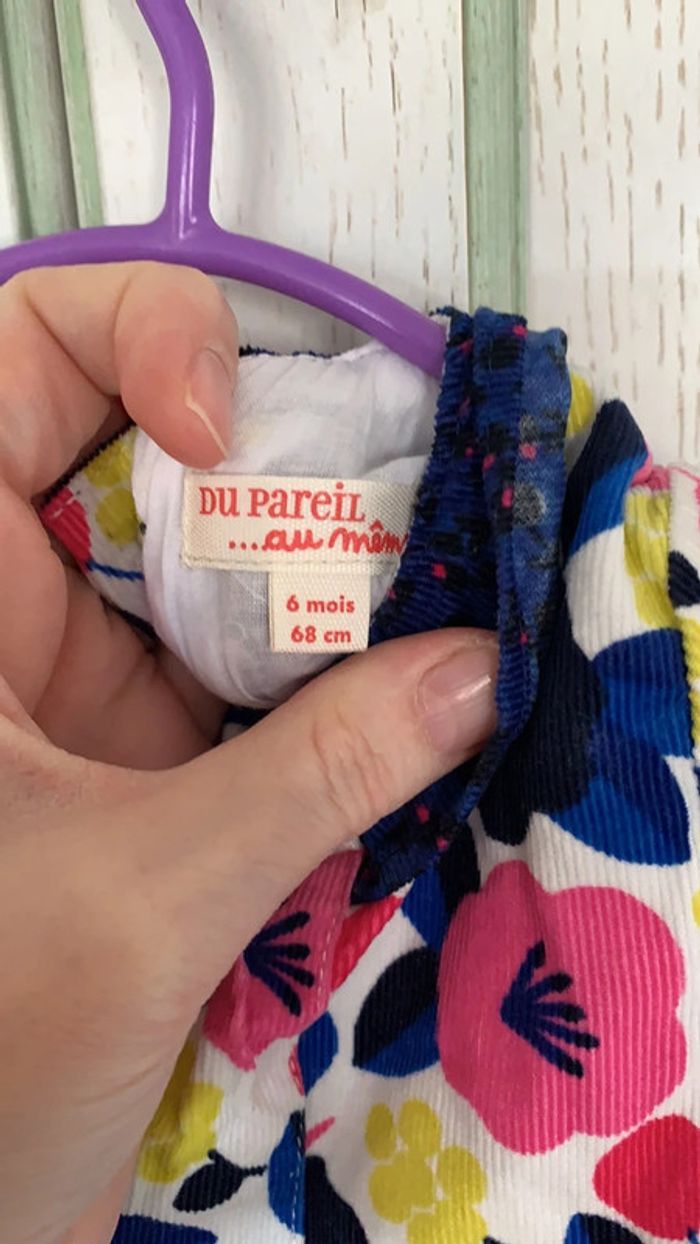 DU PAREIL
...au mêm
6 mois
68 cm